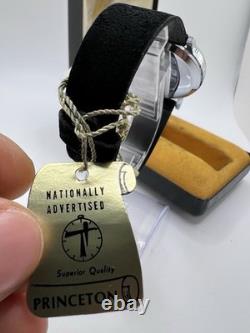 NATIONALLY
ADVERTISED
Superior Quality
PRINCETON